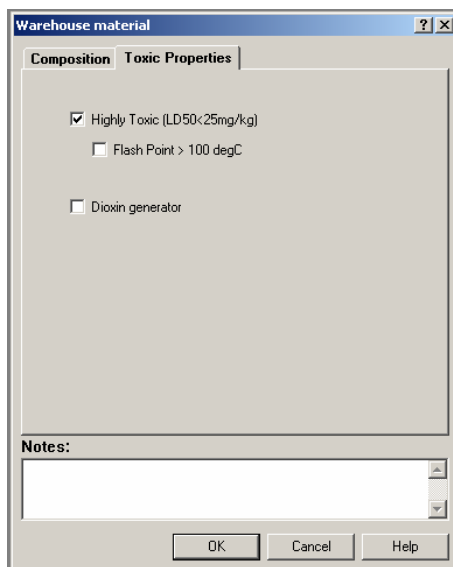 Warehouse material
Composition Toxic Properties
Highly Toxic (LD50<25mg/kg)
Flash Point > 100 degC
Dioxin generator
Notes:
OK Cancel Help